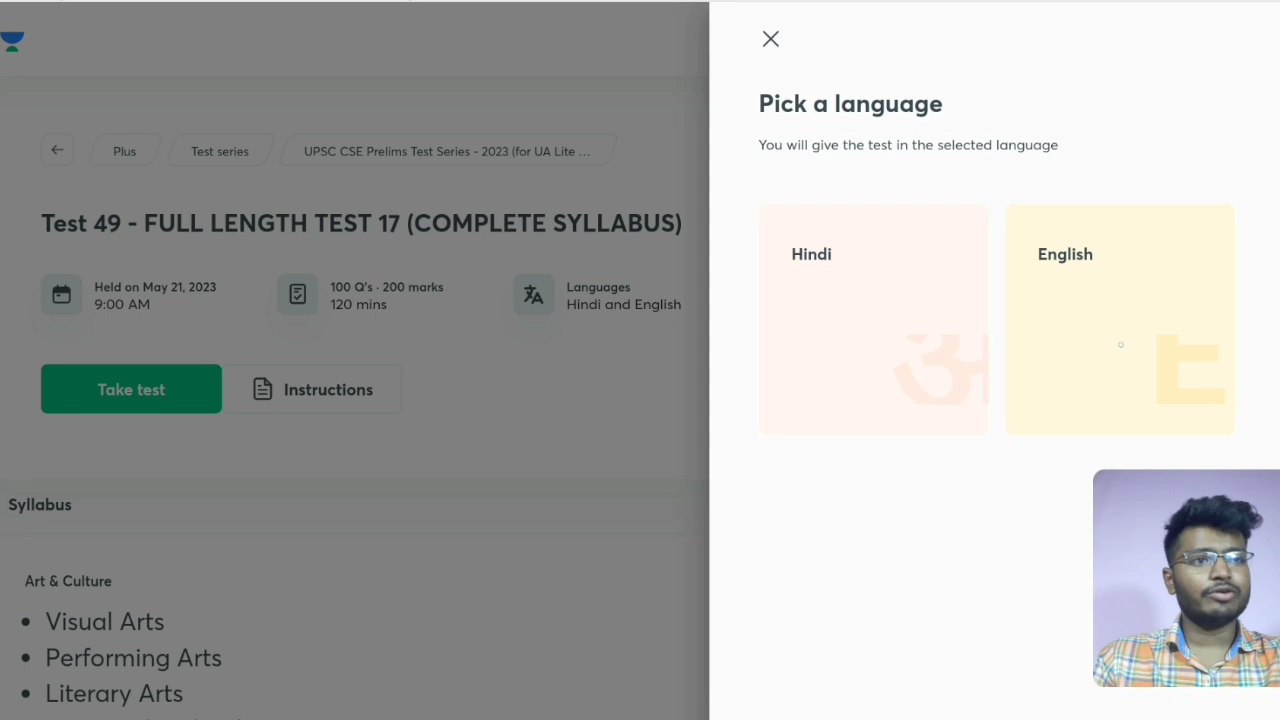 Plus
Test series
UPSC CSE Prelims Test Series - 2023 (for UA Lite ...
Test 49 - FULL LENGTH TEST 17 (COMPLETE SYLLABUS)
Held on May 21, 2023
9:00 AM
100 Q's · 200 marks
120 mins
Languages
Hindi and English
Take test
Instructions
Syllabus
Art & Culture
• Visual Arts
• Performing Arts
• Literary Arts
Pick a language
You will give the test in the selected language
Hindi
अ
English
E